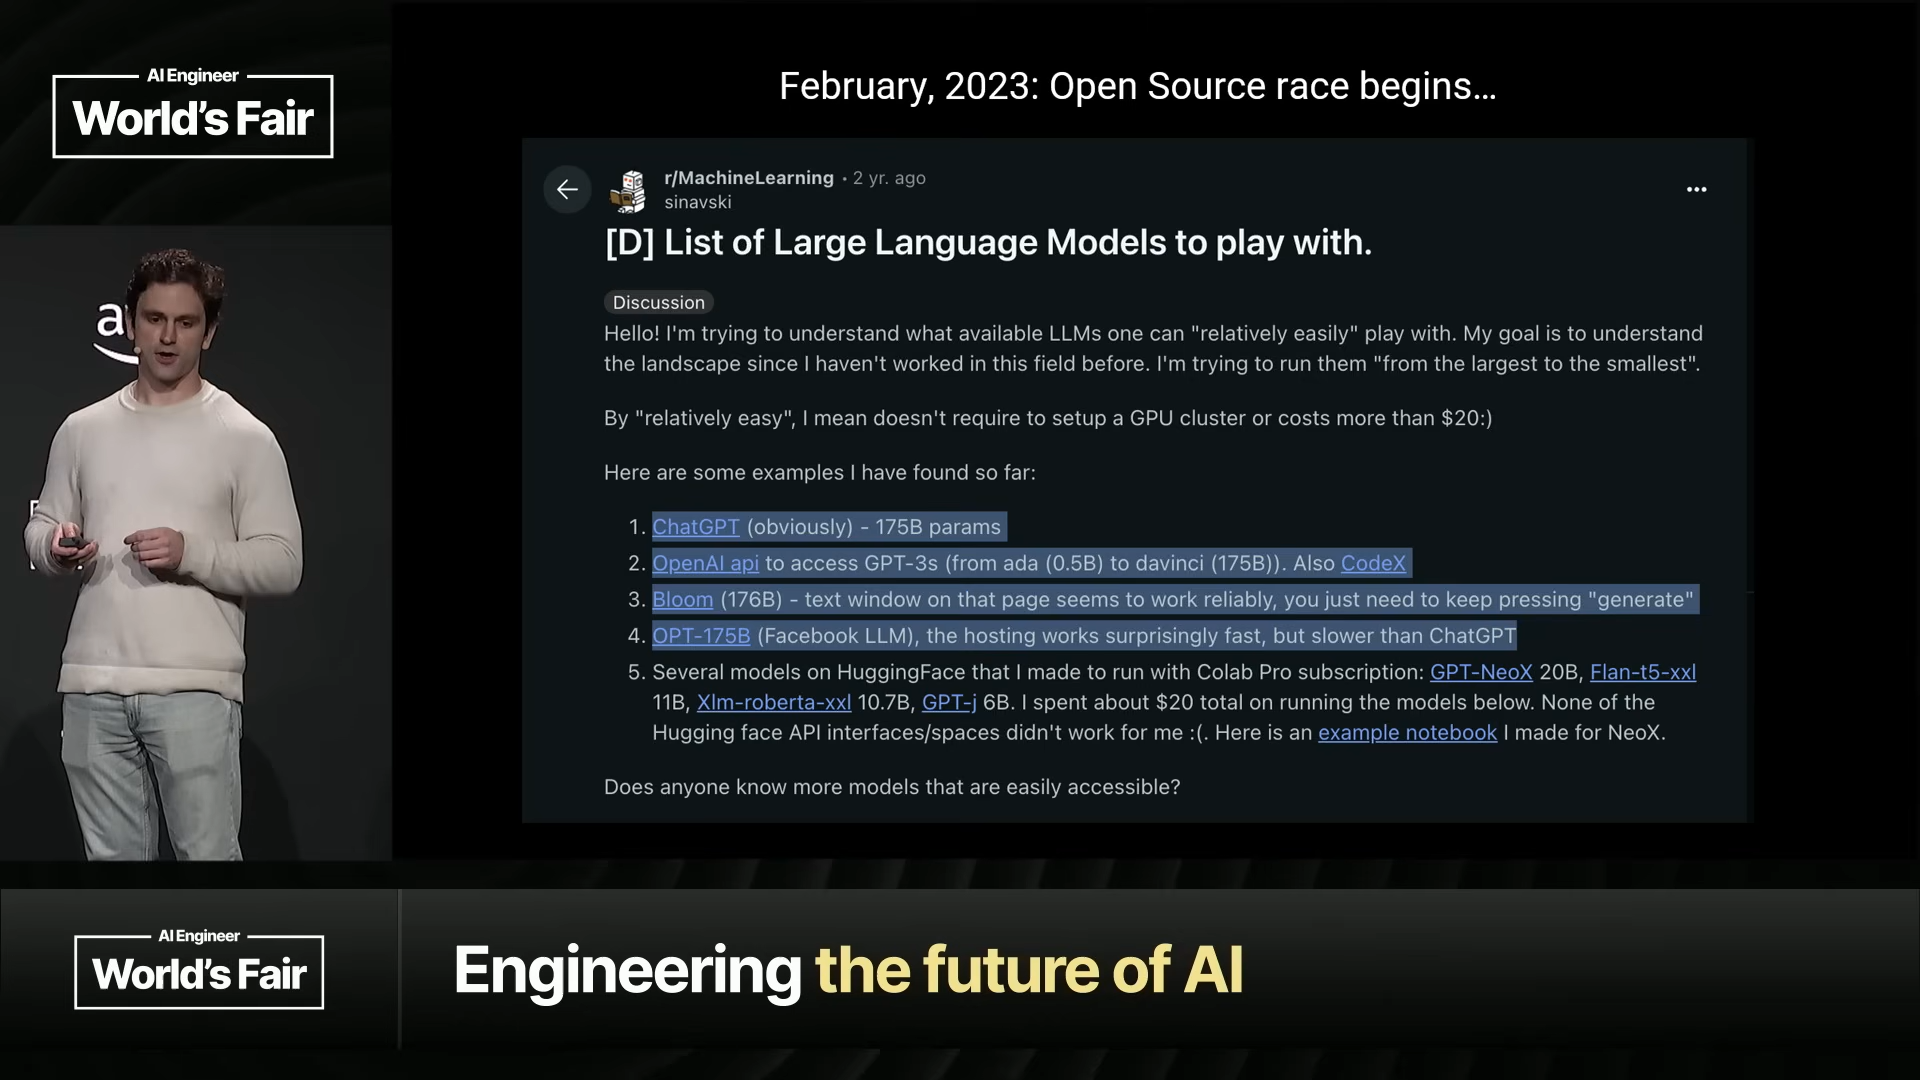 AI Engineer
World's Fair
February, 2023: Open Source race begins...
r/MachineLearning • 2 yr. ago
sinavski
[D] List of Large Language Models to play with.
Discussion
Hello! I'm trying to understand what available LLMs one can "relatively easily" play with. My goal is to understand
the landscape since I haven't worked in this field before. I'm trying to run them "from the largest to the smallest".
By "relatively easy", I mean doesn't require to setup a GPU cluster or costs more than $20:)
Here are some examples I have found so far:
1. ChatGPT (obviously) - 175B params
2. OpenAI api to access GPT-3s (from ada (0.5B) to davinci (175B)). Also CodeX
3. Bloom (176B) - text window on that page seems to work reliably, you just need to keep pressing "generate"
4. OPT-175B (Facebook LLM), the hosting works surprisingly fast, but slower than ChatGPT
5. Several models on HuggingFace that I made to run with Colab Pro subscription: GPT-NeoX 20B, Flan-t5-xxl
11B, Xlm-roberta-xxl 10.7B, GPT-j 6B. I spent about $20 total on running the models below. None of the
Hugging face API interfaces/spaces didn't work for me :(. Here is an example notebook I made for NeoX.
Does anyone know more models that are easily accessible?
AI Engineer
World's Fair
Engineering the future of AI